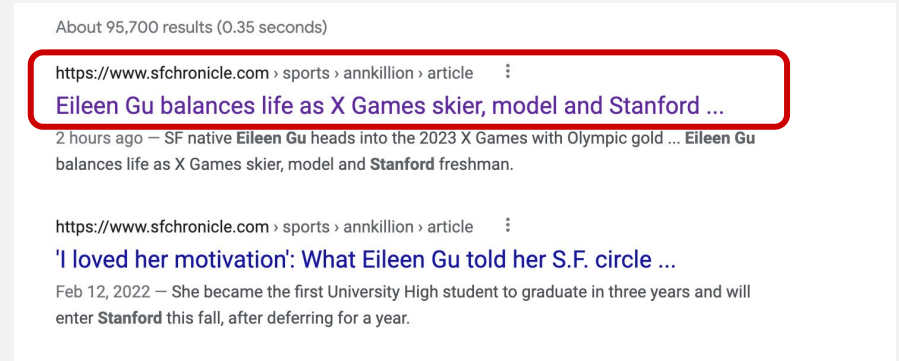 About 95,700 results (0.35 seconds)
https://www.sfchronicle.com › sports › annkillion › article
Eileen Gu balances life as X Games skier, model and Stanford ...
2 hours ago — SF native Eileen Gu heads into the 2023 X Games with Olympic gold ... Eileen Gu
balances life as X Games skier, model and Stanford freshman.
https://www.sfchronicle.com › sports › annkillion › article
'I loved her motivation': What Eileen Gu told her S.F. circle ...
Feb 12, 2022 — She became the first University High student to graduate in three years and will
enter Stanford this fall, after deferring for a year.